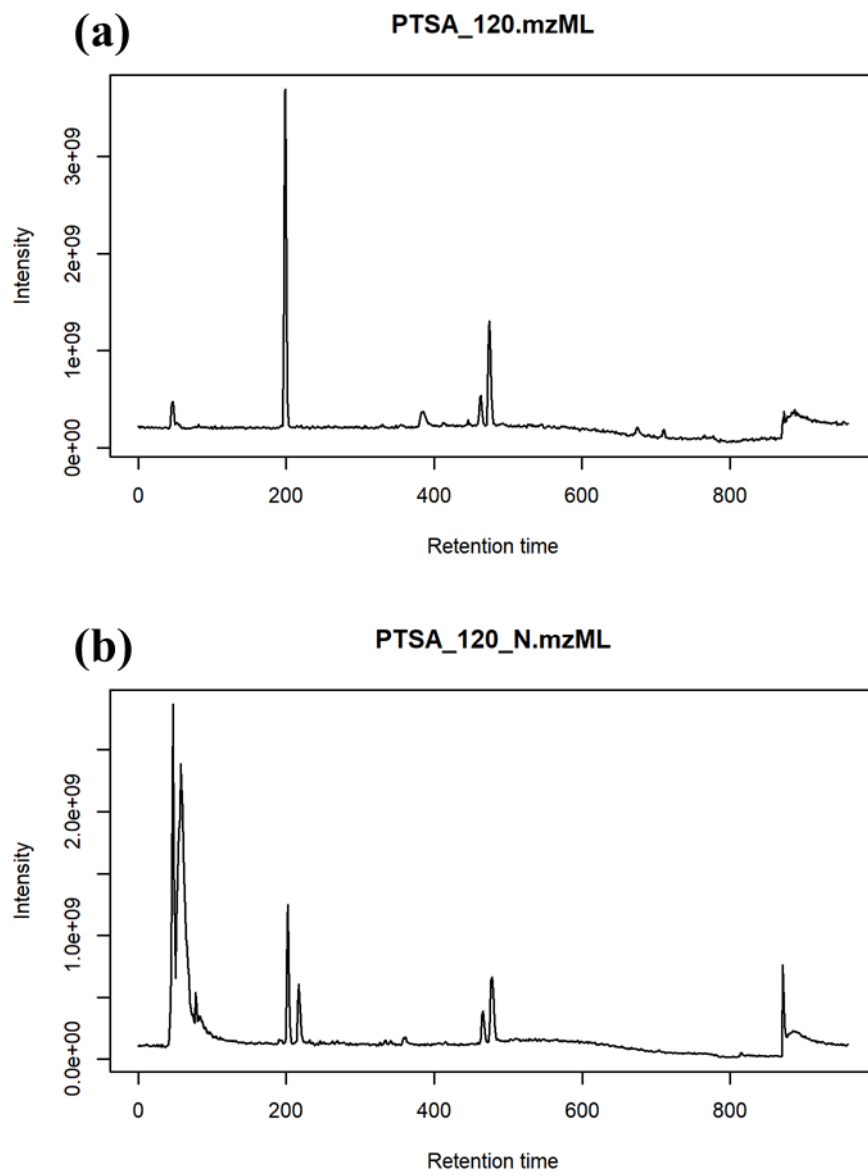 (a)
PTSA_120.mzML
Intensity
3e+09
2e+09
1e+09
0e+00
0 200 400 600 800
Retention time
(b)
PTSA_120_N.mzML
Intensity
2.0e+09
1.0e+09
0.0e+00
0 200 400 600 800
Retention time